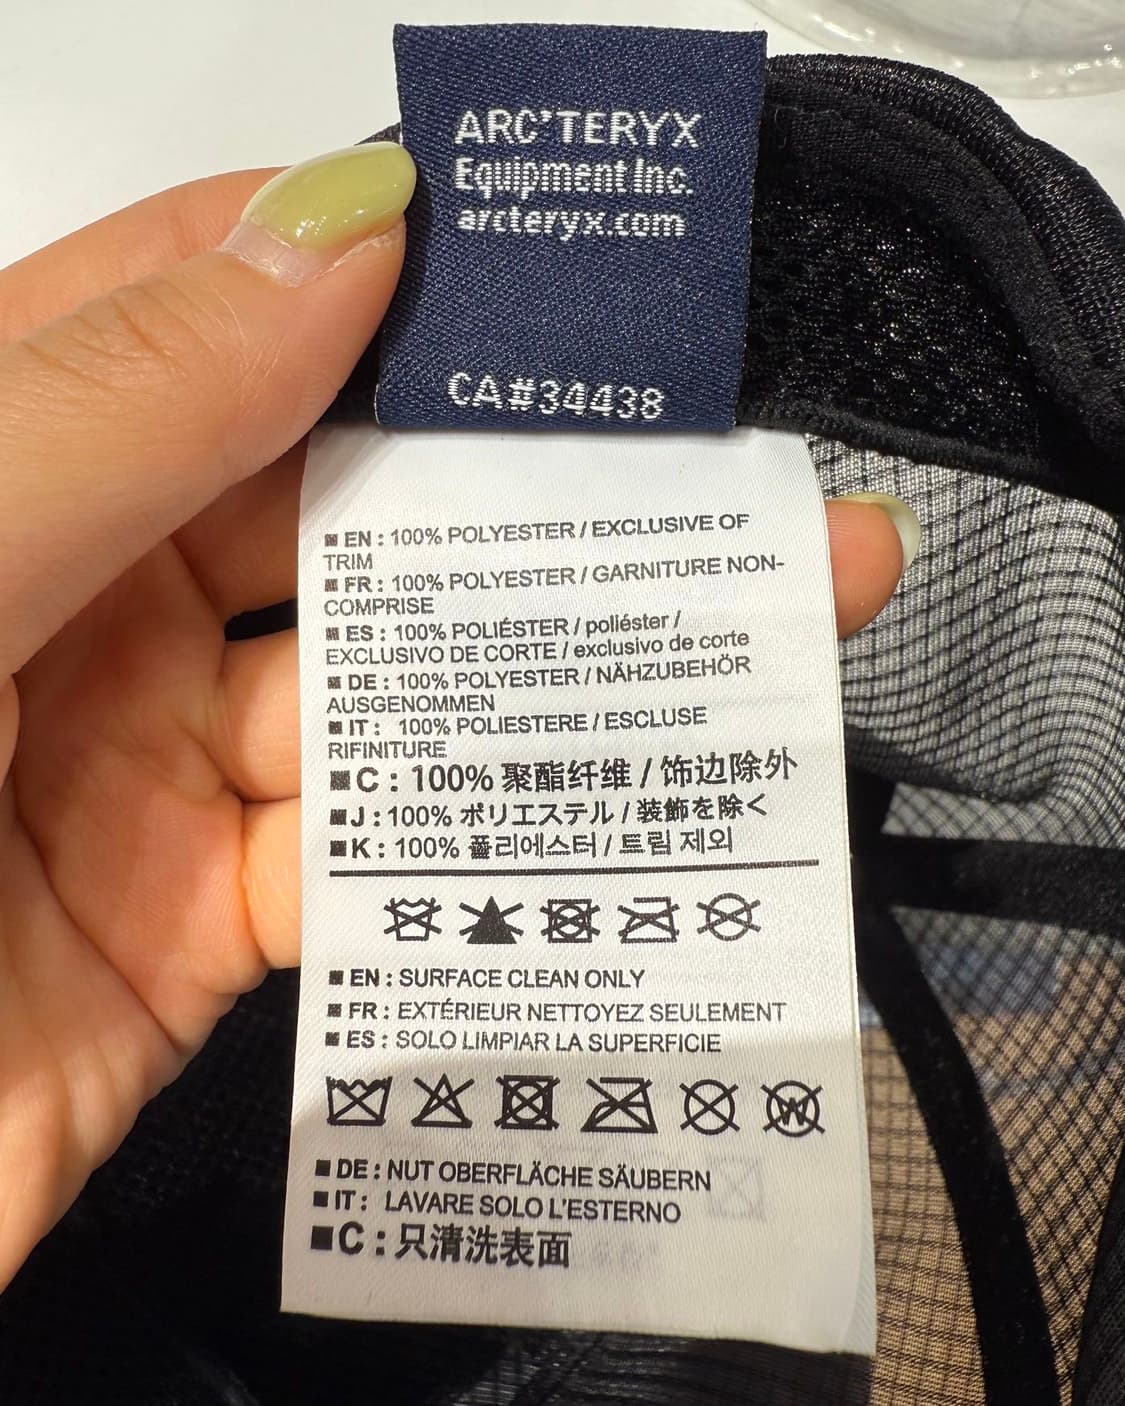 ARC'TERYX
Equipment Inc.
arcteryx.com
CA#34438
EN : 100% POLYESTER / EXCLUSIVE OF
TRIM
FR : 100% POLYESTER / GARNITURE NON-
COMPRISE
ES : 100% POLIÉSTER / poliéster /
EXCLUSIVO DE CORTE / exclusivo de corte
DE : 100% POLYESTER / NÄHZUBEHÖR
AUSGENOMMEN
IT : 100% POLIESTERE / ESCLUSE
RIFINITURE
C : 100% 聚酯纤维 / 饰边除外
J : 100% ポリエステル / 装飾を除く
K : 100% 폴리에스터 / 트림 제외
EN : SURFACE CLEAN ONLY
FR : EXTÉRIEUR NETTOYEZ SEULEMENT
ES : SOLO LIMPIAR LA SUPERFICIE
W
DE : NUT OBERFLÄCHE SÄUBERN
IT : LAVARE SOLO L'ESTERNO
C : 只清洗表面